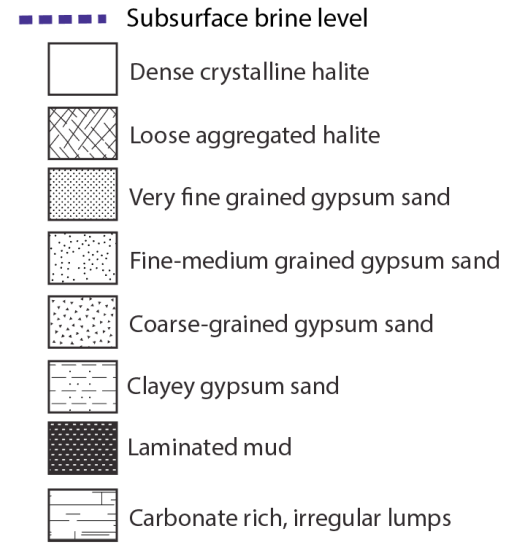 Subsurface brine level
Dense crystalline halite
Loose aggregated halite
Very fine grained gypsum sand
Fine-medium grained gypsum sand
Coarse-grained gypsum sand
Clayey gypsum sand
Laminated mud
Carbonate rich, irregular lumps